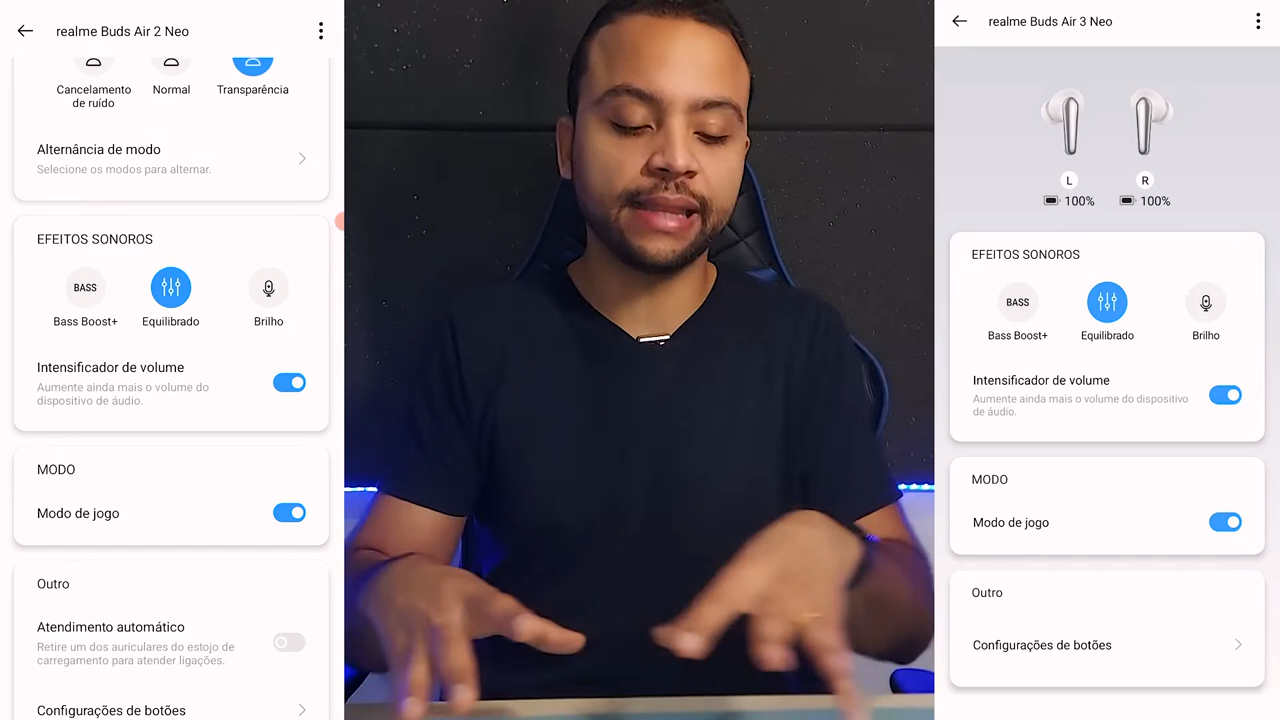 realme Buds Air 2 Neo
Cancelamento
de ruído
Normal
Transparência
Alternância de modo
Selecione os modos para alternar.
EFEITOS SONOROS
BASS
Bass Boost+
Equilibrado
Brilho
Intensificador de volume
Aumente ainda mais o volume do
dispositivo de áudio.
MODO
Modo de jogo
Outro
Atendimento automático
Retire um dos auriculares do estojo de
carregamento para atender ligações.
Configurações de botões
realme Buds Air 3 Neo
L
R
100%
100%
EFEITOS SONOROS
BASS
Bass Boost+
Equilibrado
Brilho
Intensificador de volume
Aumente ainda mais o volume do dispositivo
de áudio.
MODO
Modo de jogo
Outro
Configurações de botões